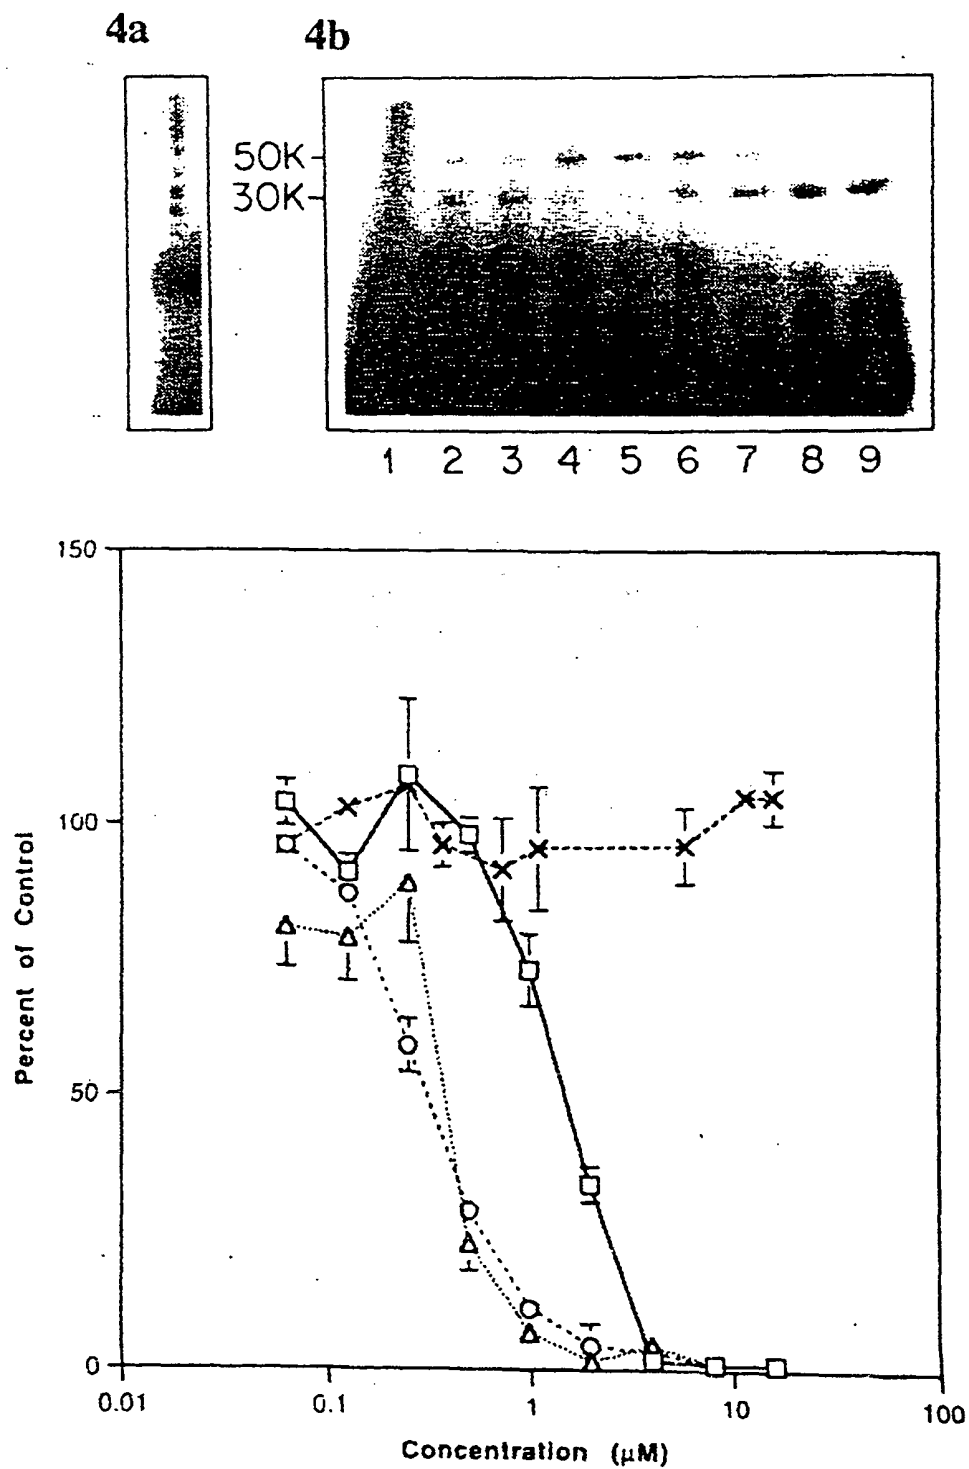 4a 4b
50K
30K
1 2 3 4 5 6 7 8 9
150
100
50
0
Percent of Control
0.01 0.1 1 10 100
Concentration (µM)